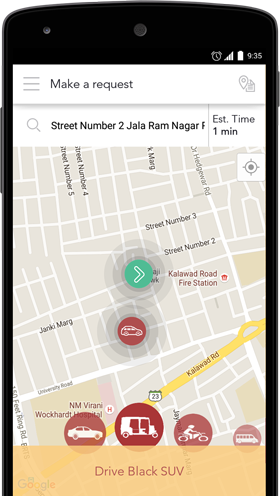 9:35
Make a request
Street Number 2 Jala Ram Nagar
Est. Time
1 min
Street Number 5
Street Number 4
Karma Marg
Dr Hedgewar Rd
Street Number 3
Street Number 2
Kalawad Road
Fire Station
Janki Marg
Kalawad Rd
University Road
150 Feet Ring Rd
23
NM Virani
Wockhardt Hospital
H
Drive Black SUV
Google